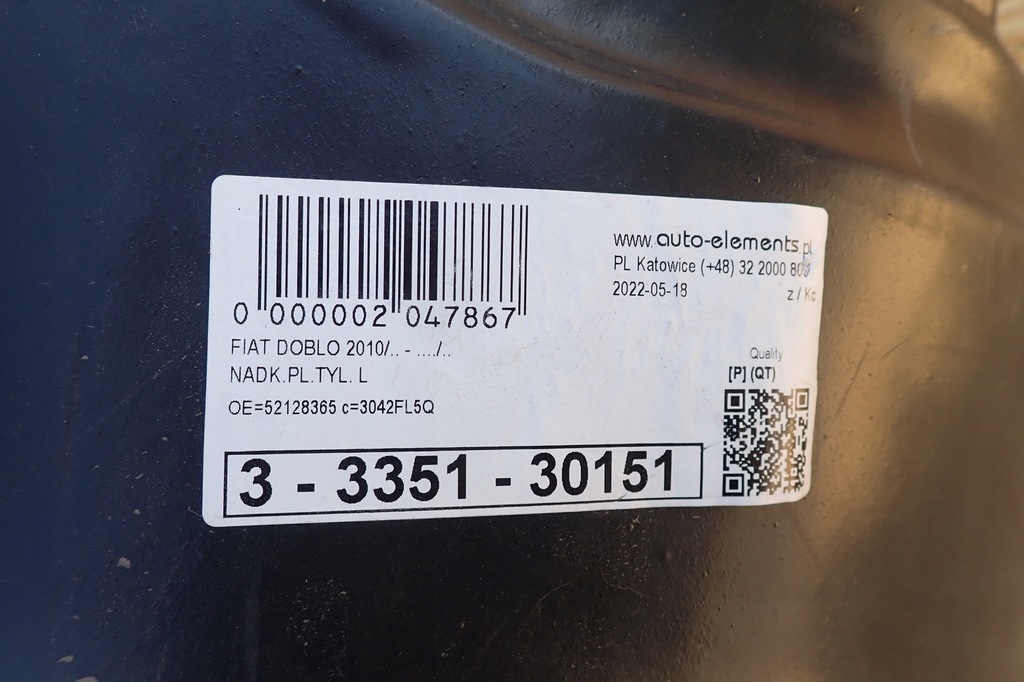 0 000002 047867
FIAT DOBLO 2010/.. - ..../..
NADK.PL.TYL. L
OE=52128365 c=3042FL5Q
3 - 3351 - 30151
www.auto-elements.pl
PL Katowice (+48) 32 2000
2022-05-18
z / Kc
Quality
[P] (QT)